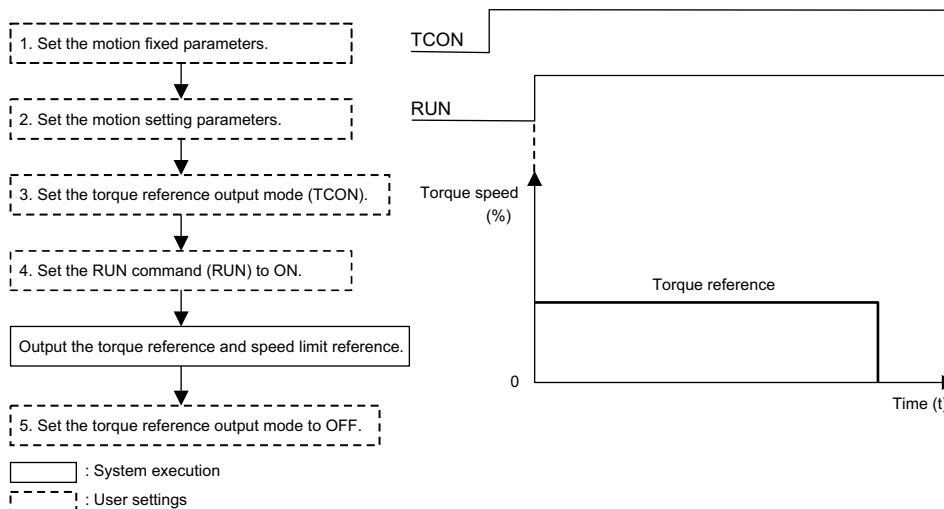 1. Set the motion fixed parameters.
2. Set the motion setting parameters.
3. Set the torque reference output mode (TCON).
4. Set the RUN command (RUN) to ON.
Output the torque reference and speed limit reference.
5. Set the torque reference output mode to OFF.
: System execution
: User settings
TCON
RUN
Torque speed
(%)
Torque reference
0
Time (t)